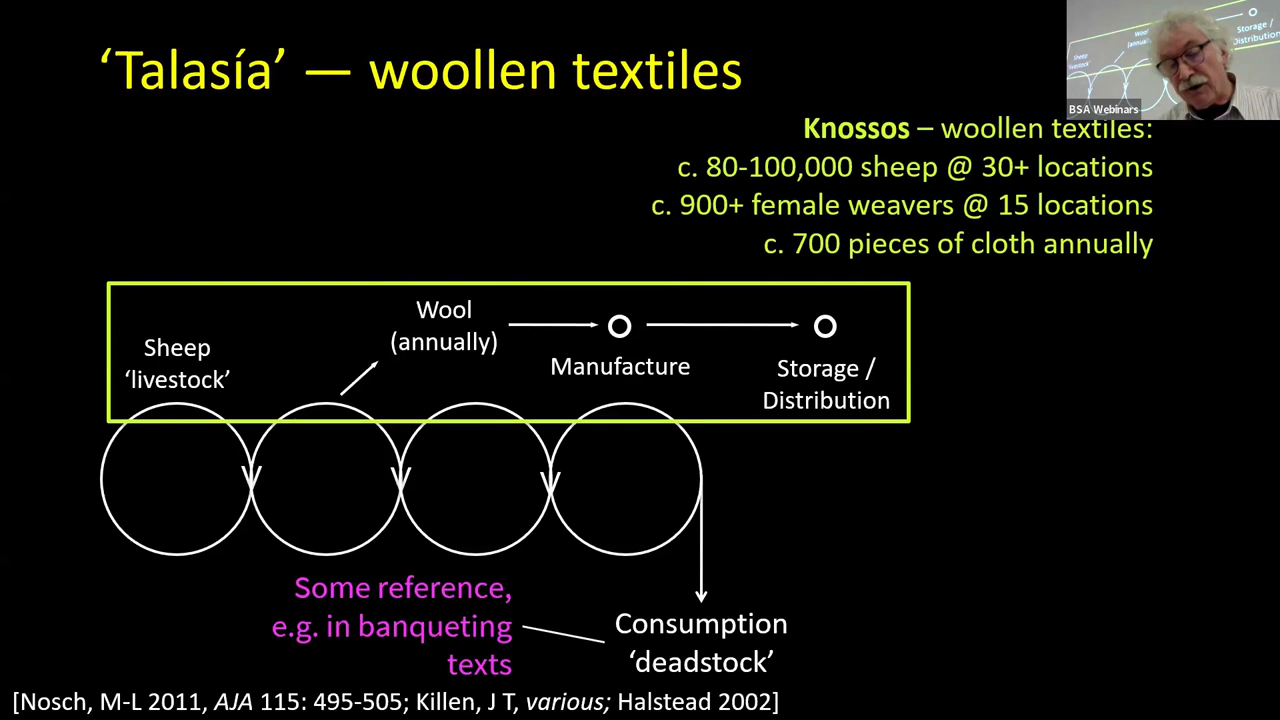 ‘Talasía’ — woollen textiles
BSA Webinars
Knossos – woollen textiles:
c. 80-100,000 sheep @ 30+ locations
c. 900+ female weavers @ 15 locations
c. 700 pieces of cloth annually
Wool
(annually)
Sheep
‘livestock’
Manufacture
Storage /
Distribution
Some reference,
e.g. in banqueting
texts
Consumption
‘deadstock’
[Nosch, M-L 2011, AJA 115: 495-505; Killen, J T, various; Halstead 2002]
Storage /
Distribution